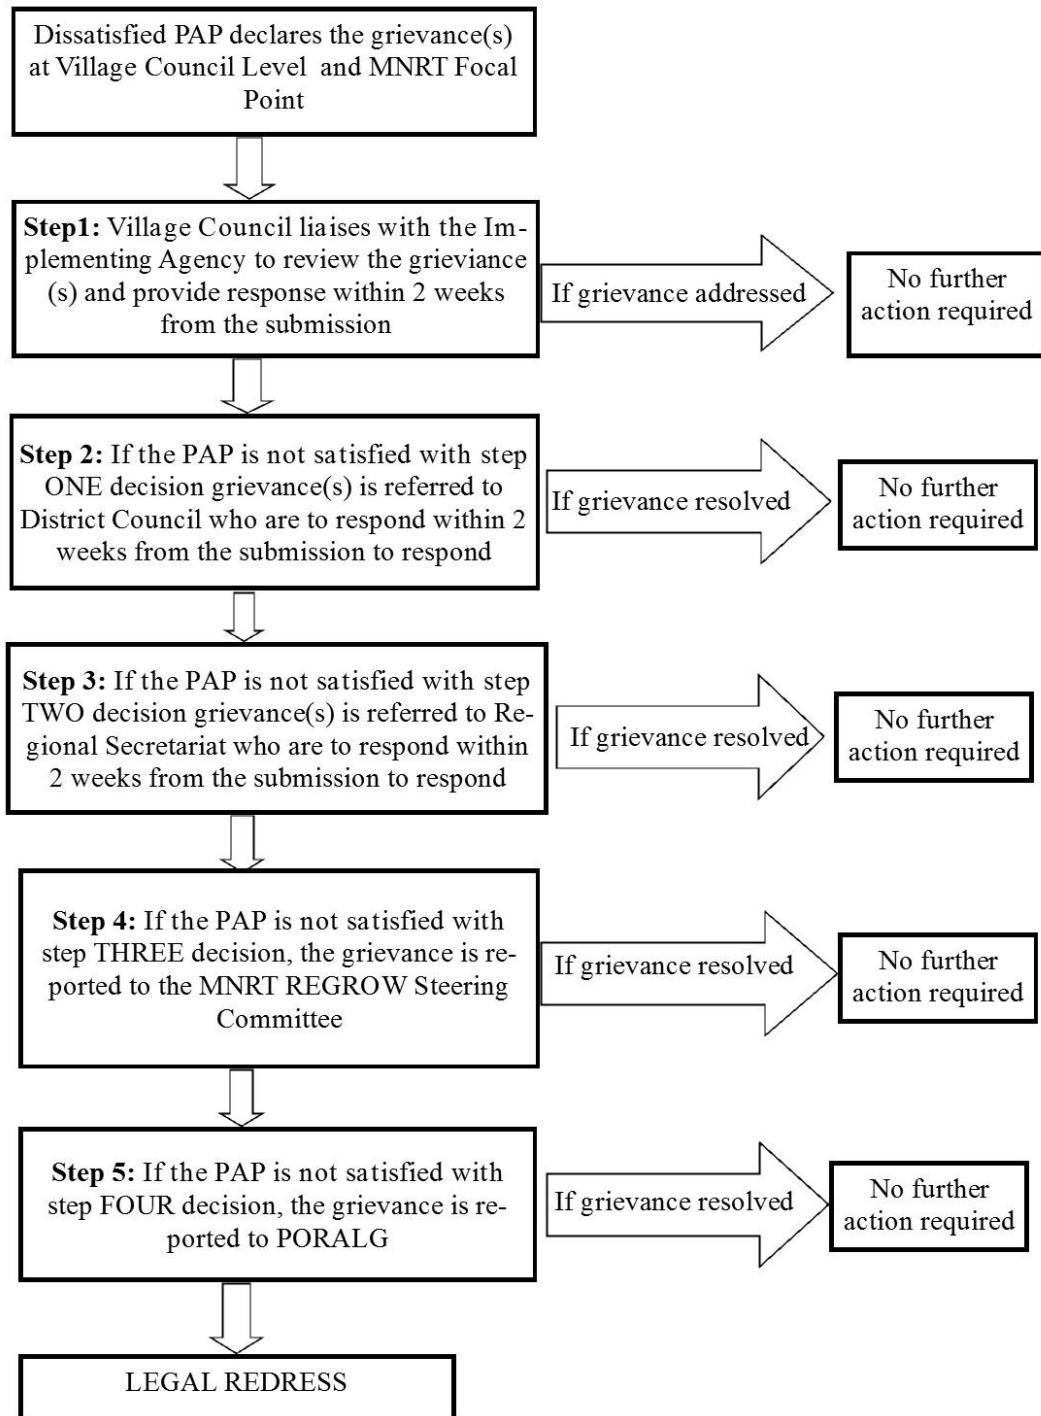 Dissatisfied PAP declares the grievance(s)
at Village Council Level and MNRT Focal
Point
Step1: Village Council liaises with the Im-
plementing Agency to review the grieviance
(s) and provide response within 2 weeks
from the submission
If grievance addressed
No further
action required
Step 2: If the PAP is not satisfied with step
ONE decision grievance(s) is referred to
District Council who are to respond within 2
weeks from the submission to respond
If grievance resolved
No further
action required
Step 3: If the PAP is not satisfied with step
TWO decision grievance(s) is referred to Re-
gional Secretariat who are to respond within
2 weeks from the submission to respond
If grievance resolved
No further
action required
Step 4: If the PAP is not satisfied with
step THREE decision, the grievance is re-
ported to the MNRT REGROW Steering
Committee
If grievance resolved
No further
action required
Step 5: If the PAP is not satisfied with
step FOUR decision, the grievance is re-
ported to PORALG
If grievance resolved
No further
action required
LEGAL REDRESS